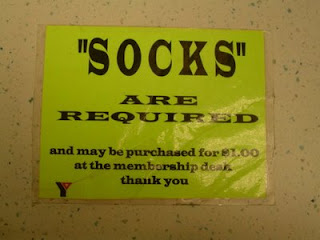 "SOCKS"
ARE
REQUIRED
and may be purchased for $1.00
at the membership desk
thank you